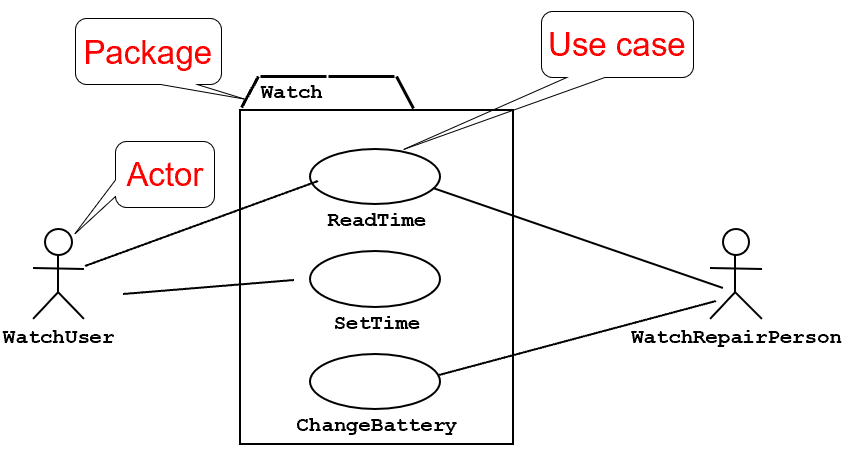 Package
Use case
Watch
Actor
ReadTime
SetTime
WatchUser
WatchRepairPerson
ChangeBattery